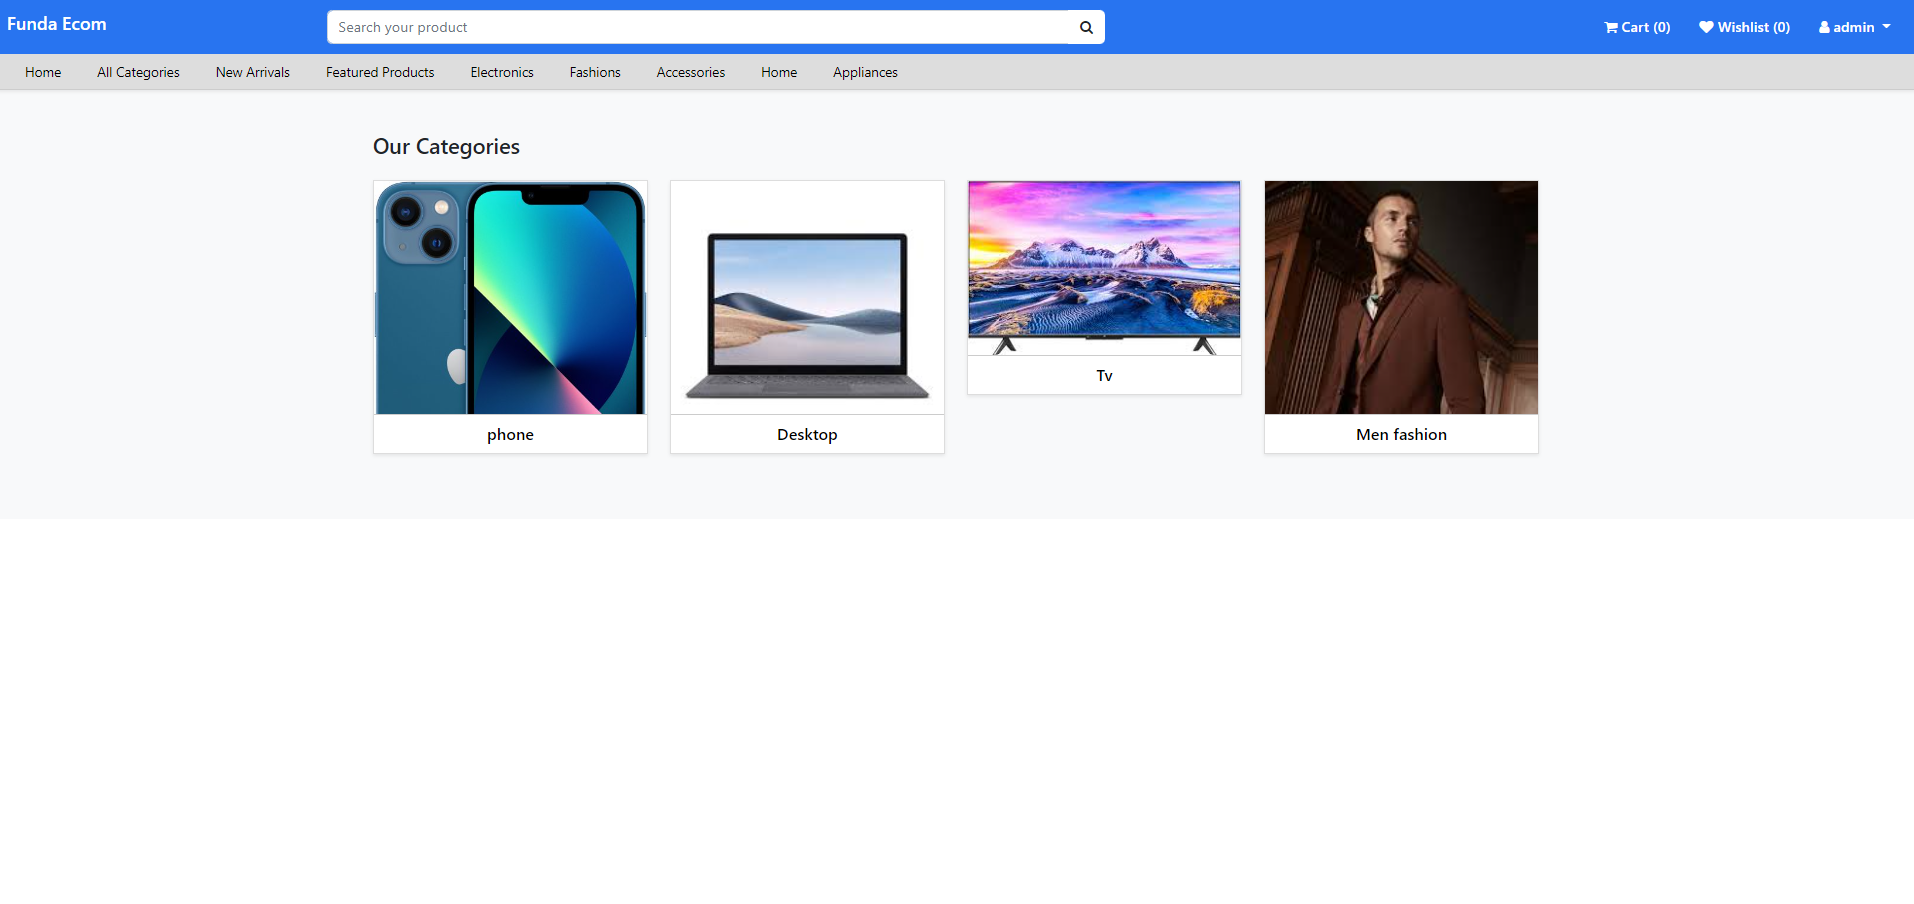 Funda Ecom
Search your product
Cart (0)
Wishlist (0)
admin
Home
All Categories
New Arrivals
Featured Products
Electronics
Fashions
Accessories
Home
Appliances
Our Categories
phone
Desktop
Tv
Men fashion